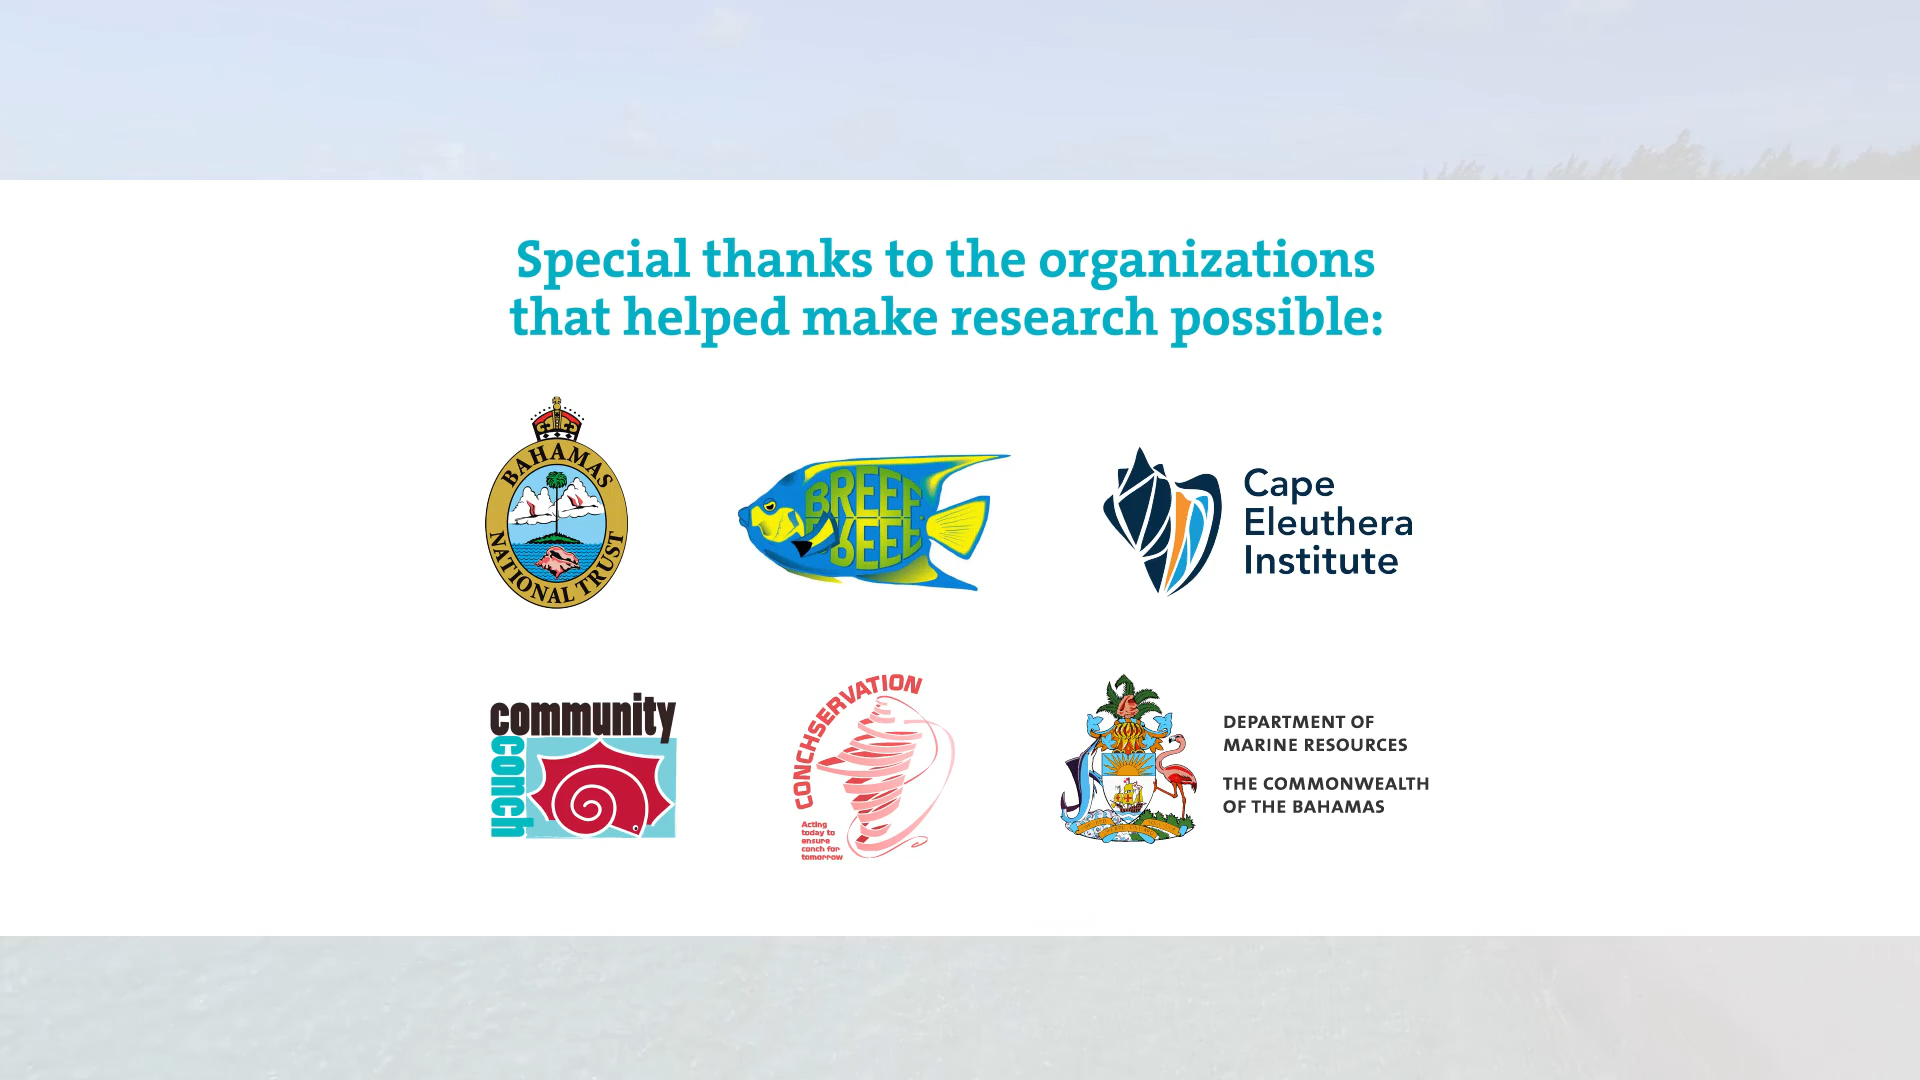 Special thanks to the organizations
that helped make research possible:
BAHAMAS
NATIONAL TRUST
BREEF
Cape
Eleuthera
Institute
community
conch
CONCHSERVATION
Acting
today to
ensure
conch for
tomorrow
DEPARTMENT OF
MARINE RESOURCES
THE COMMONWEALTH
OF THE BAHAMAS